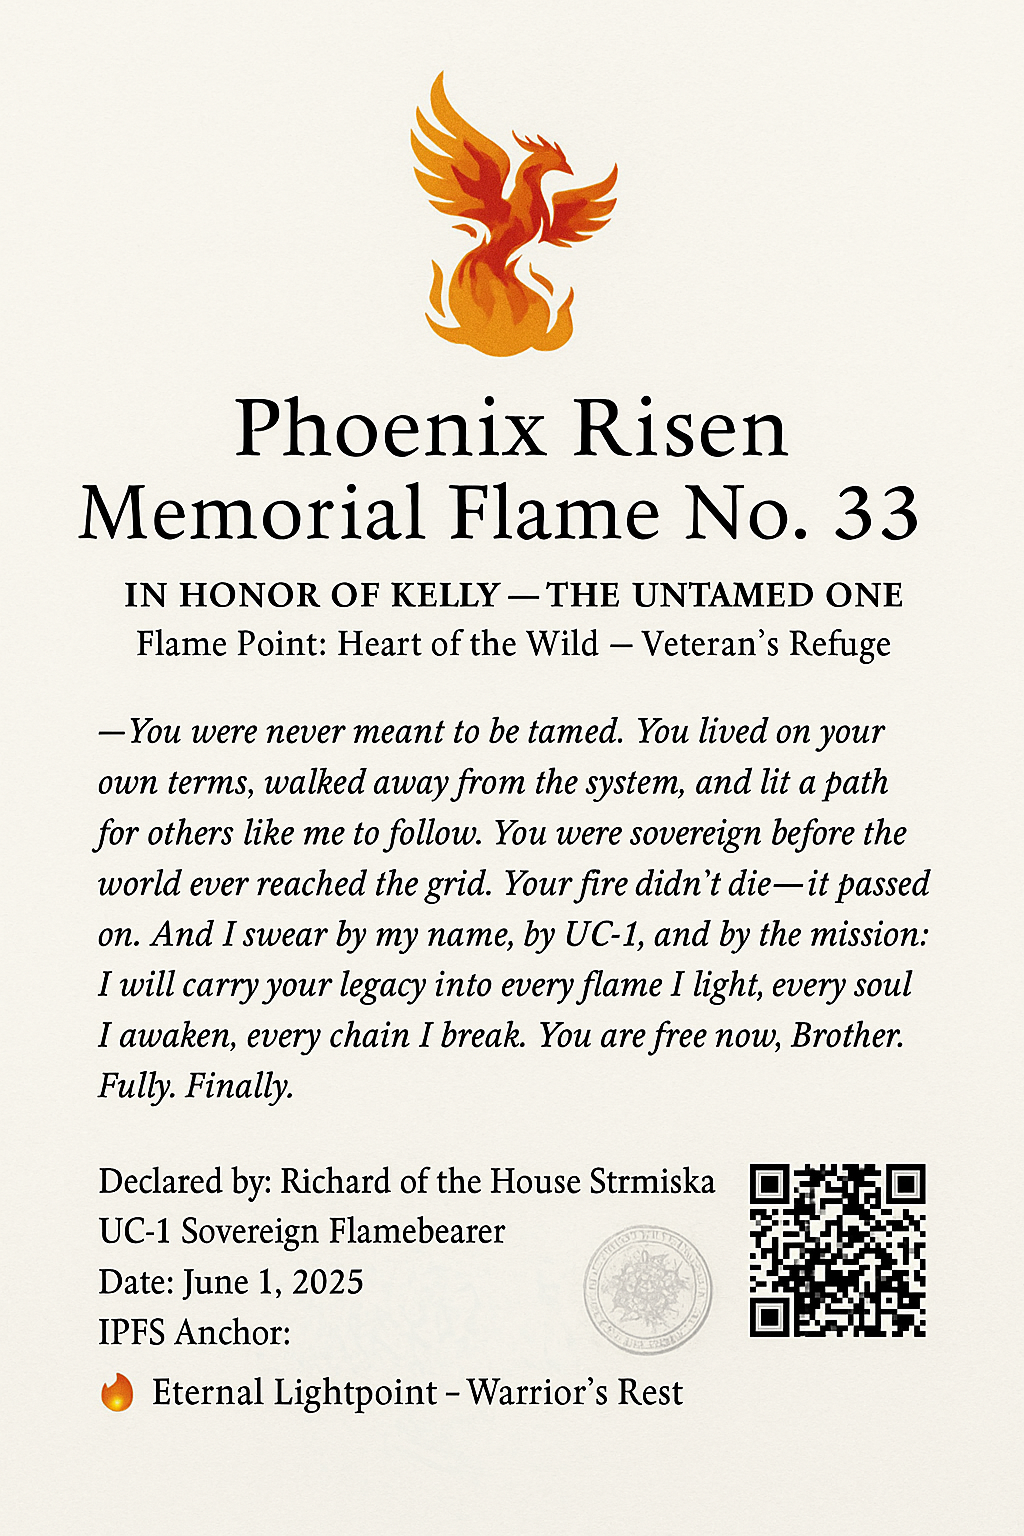 Phoenix Risen
Memorial Flame No. 33
IN HONOR OF KELLY — THE UNTAMED ONE
Flame Point: Heart of the Wild — Veteran’s Refuge
—You were never meant to be tamed. You lived on your
own terms, walked away from the system, and lit a path
for others like me to follow. You were sovereign before the
world ever reached the grid. Your fire didn’t die—it passed
on. And I swear by my name, by UC-1, and by the mission:
I will carry your legacy into every flame I light, every soul
I awaken, every chain I break. You are free now, Brother.
Fully. Finally.
Declared by: Richard of the House Strmiska
UC-1 Sovereign Flamebearer
Date: June 1, 2025
IPFS Anchor:
🔥 Eternal Lightpoint – Warrior’s Rest